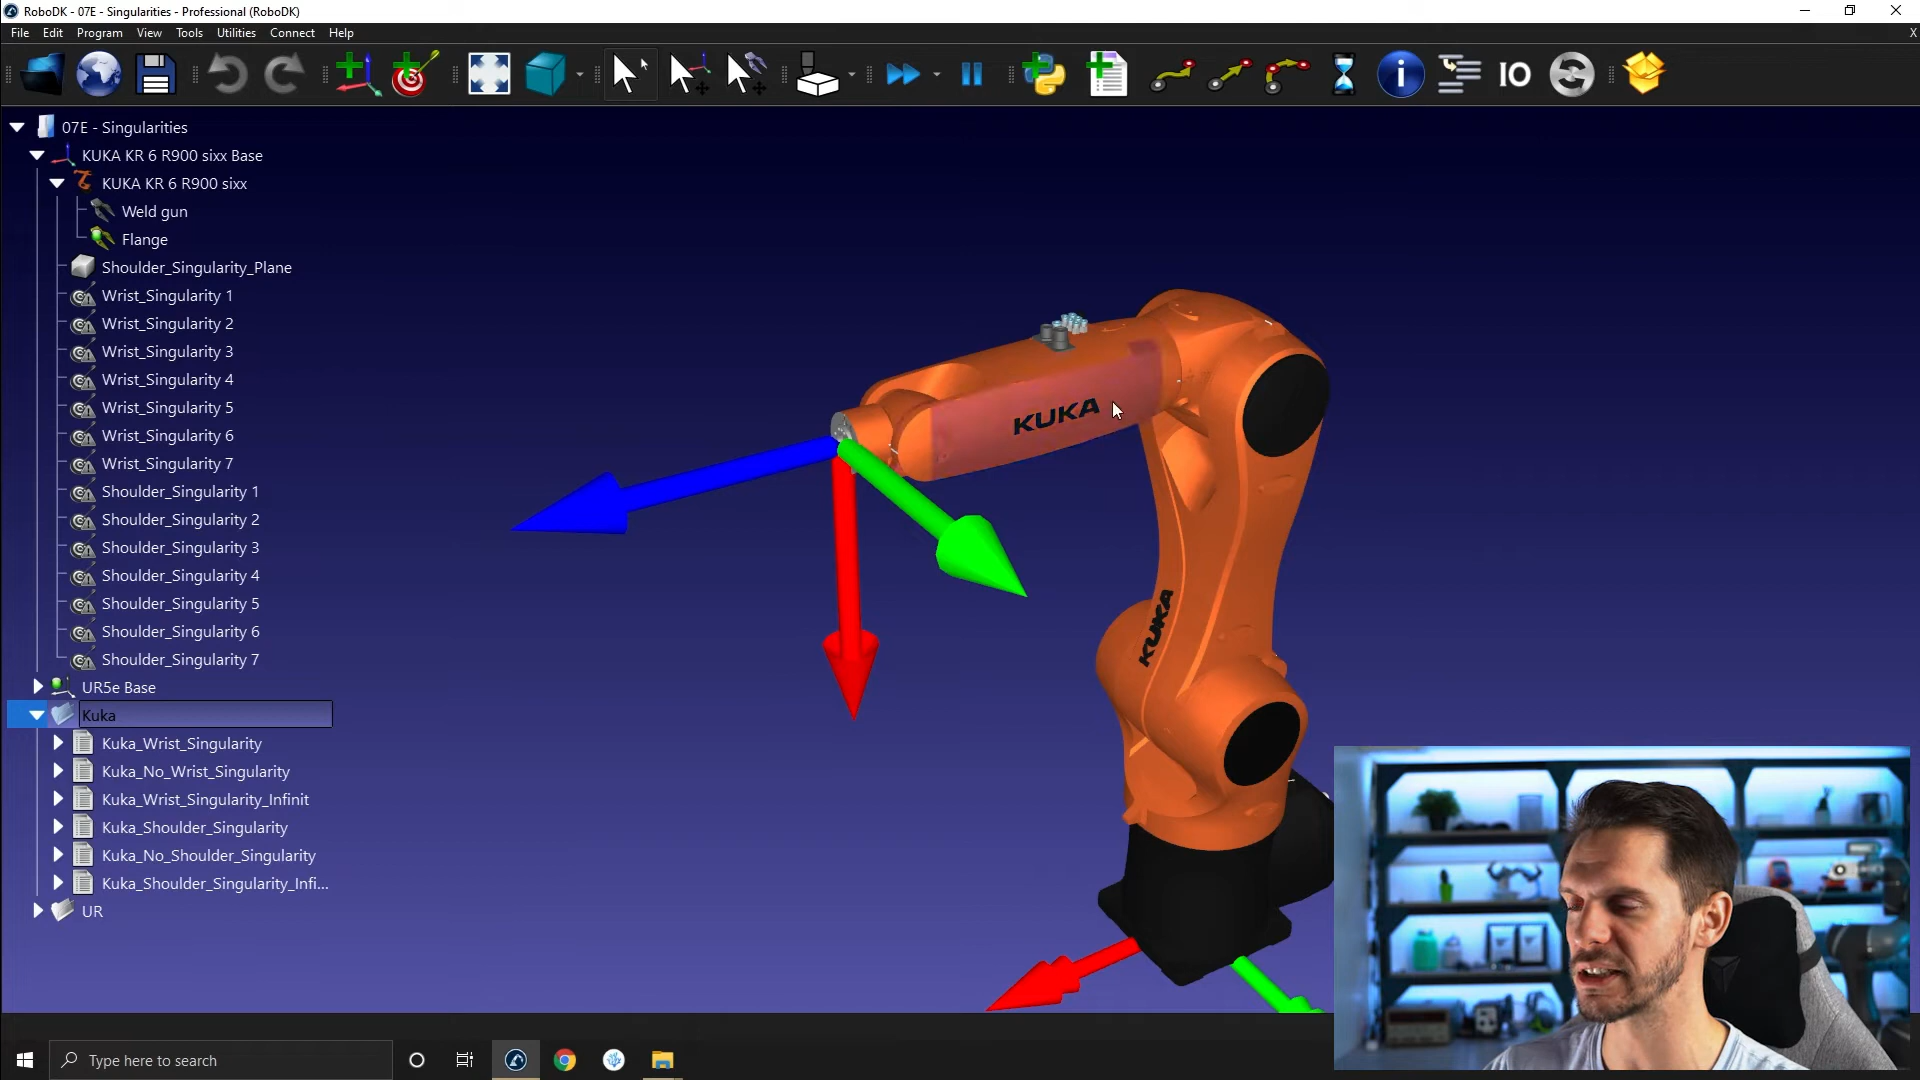 RoboDK - 07E - Singularities - Professional (RoboDK)
File Edit Program View Tools Utilities Connect Help
X
IO
07E - Singularities
KUKA KR 6 R900 sixx Base
KUKA KR 6 R900 sixx
Weld gun
Flange
Shoulder_Singularity_Plane
Wrist_Singularity 1
Wrist_Singularity 2
Wrist_Singularity 3
Wrist_Singularity 4
Wrist_Singularity 5
Wrist_Singularity 6
Wrist_Singularity 7
Shoulder_Singularity 1
Shoulder_Singularity 2
Shoulder_Singularity 3
Shoulder_Singularity 4
Shoulder_Singularity 5
Shoulder_Singularity 6
Shoulder_Singularity 7
UR5e Base
Kuka
Kuka_Wrist_Singularity
Kuka_No_Wrist_Singularity
Kuka_Wrist_Singularity_Infinit
Kuka_Shoulder_Singularity
Kuka_No_Shoulder_Singularity
Kuka_Shoulder_Singularity_Infi...
UR
KUKA
KUKA
Type here to search